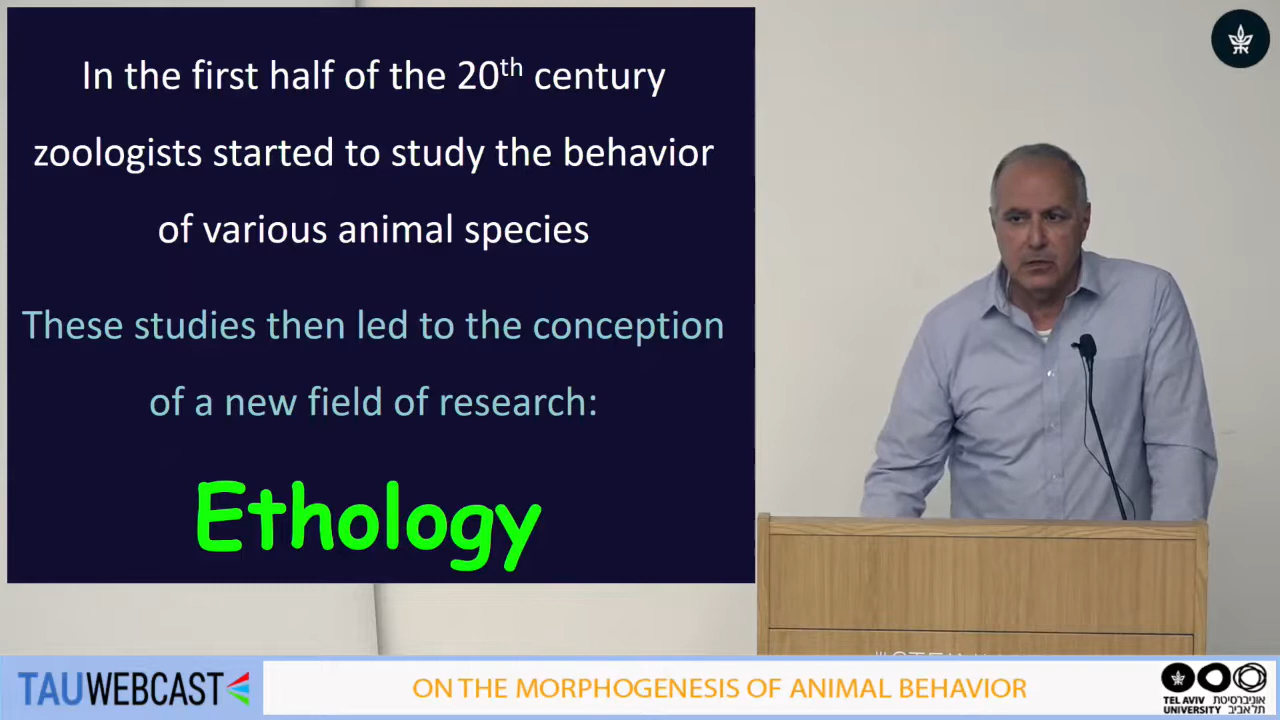 In the first half of the 20th century
zoologists started to study the behavior
of various animal species
These studies then led to the conception
of a new field of research:
Ethology
TAUWEBCAST
ON THE MORPHOGENESIS OF ANIMAL BEHAVIOR
TEL AVIV אוניברסיטת
UNIVERSITY תל אביב